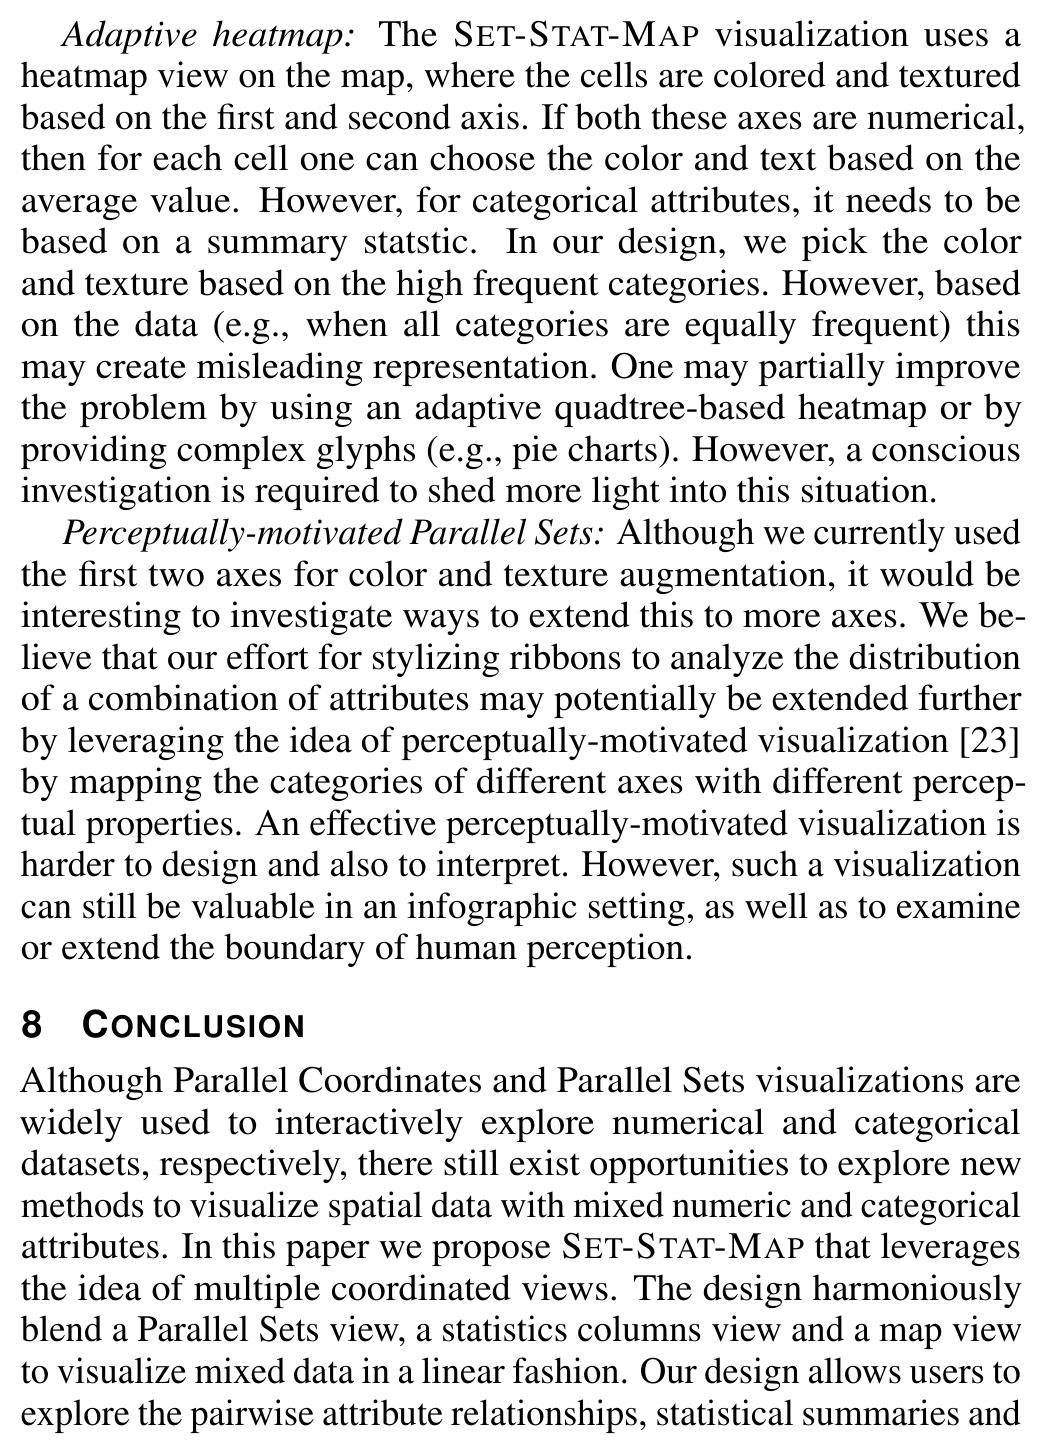 Adaptive heatmap: The SET-STAT-MAP visualization uses a
heatmap view on the map, where the cells are colored and textured
based on the first and second axis. If both these axes are numerical,
then for each cell one can choose the color and text based on the
average value. However, for categorical attributes, it needs to be
based on a summary statstic. In our design, we pick the color
and texture based on the high frequent categories. However, based
on the data (e.g., when all categories are equally frequent) this
may create misleading representation. One may partially improve
the problem by using an adaptive quadtree-based heatmap or by
providing complex glyphs (e.g., pie charts). However, a conscious
investigation is required to shed more light into this situation.
Perceptually-motivated Parallel Sets: Although we currently used
the first two axes for color and texture augmentation, it would be
interesting to investigate ways to extend this to more axes. We be-
lieve that our effort for stylizing ribbons to analyze the distribution
of a combination of attributes may potentially be extended further
by leveraging the idea of perceptually-motivated visualization [23]
by mapping the categories of different axes with different percep-
tual properties. An effective perceptually-motivated visualization is
harder to design and also to interpret. However, such a visualization
can still be valuable in an infographic setting, as well as to examine
or extend the boundary of human perception.
8 CONCLUSION
Although Parallel Coordinates and Parallel Sets visualizations are
widely used to interactively explore numerical and categorical
datasets, respectively, there still exist opportunities to explore new
methods to visualize spatial data with mixed numeric and categorical
attributes. In this paper we propose SET-STAT-MAP that leverages
the idea of multiple coordinated views. The design harmoniously
blend a Parallel Sets view, a statistics columns view and a map view
to visualize mixed data in a linear fashion. Our design allows users to
explore the pairwise attribute relationships, statistical summaries and